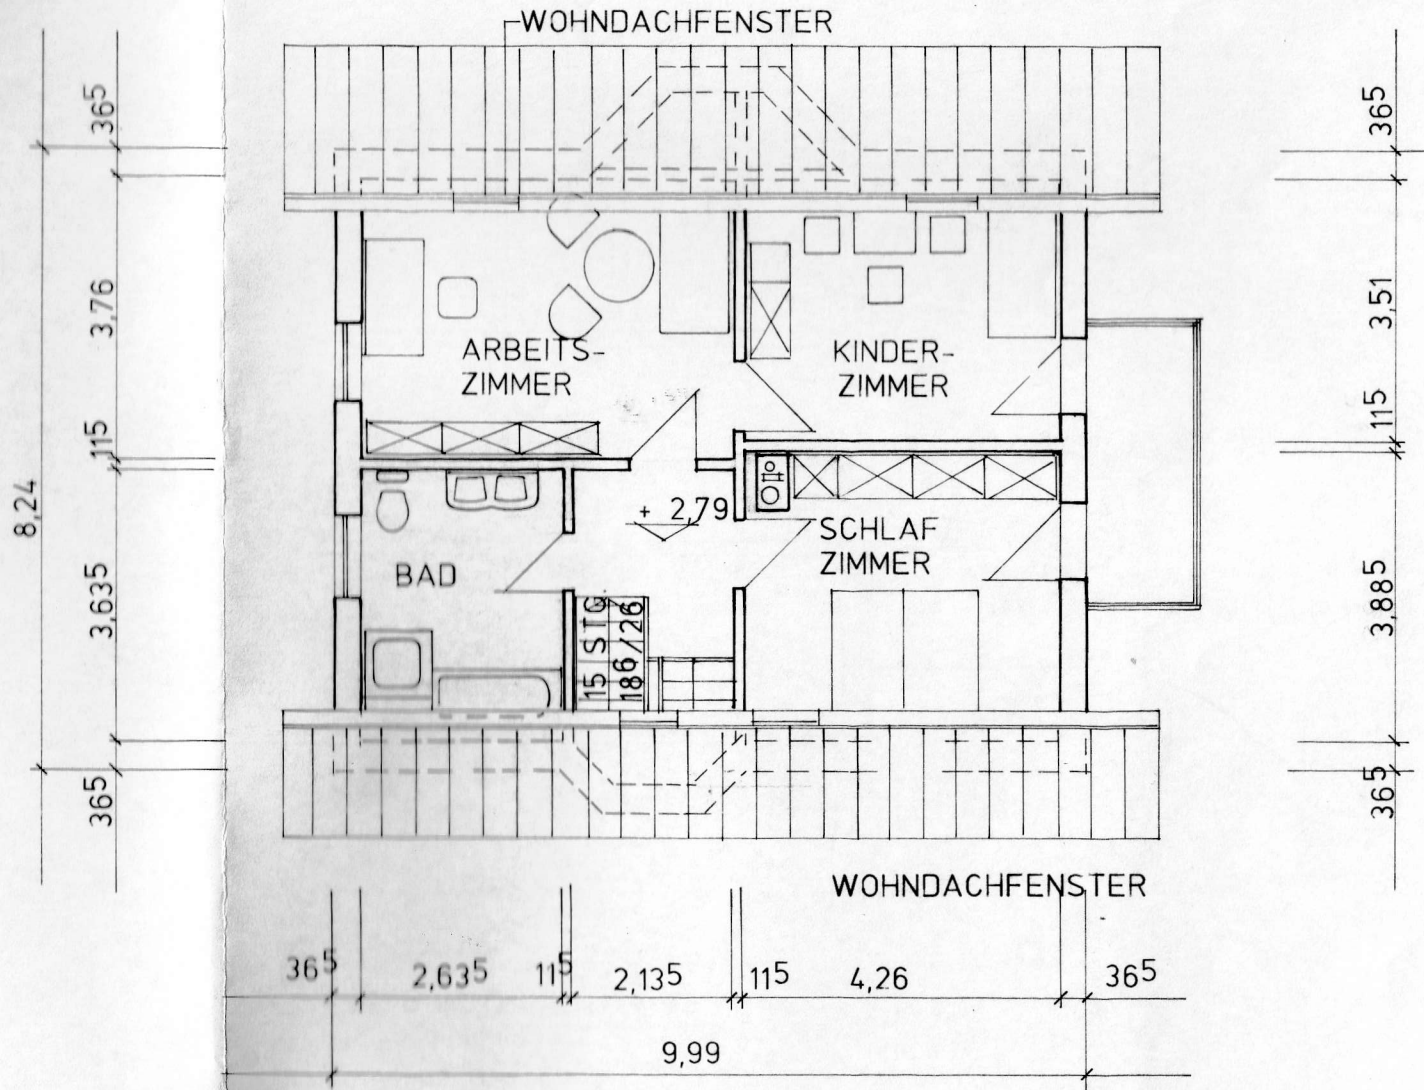 WOHNDACHFENSTER
365
365
3,76
3,51
ARBEITS-
ZIMMER
KINDER-
ZIMMER
115
115
8,24
+ 2,79
SCHLAF
ZIMMER
BAD
3,635
3,885
15 STG
186/26
365
365
WOHNDACHFENSTER
365
2,635
115
2,135
115
4,26
365
9,99